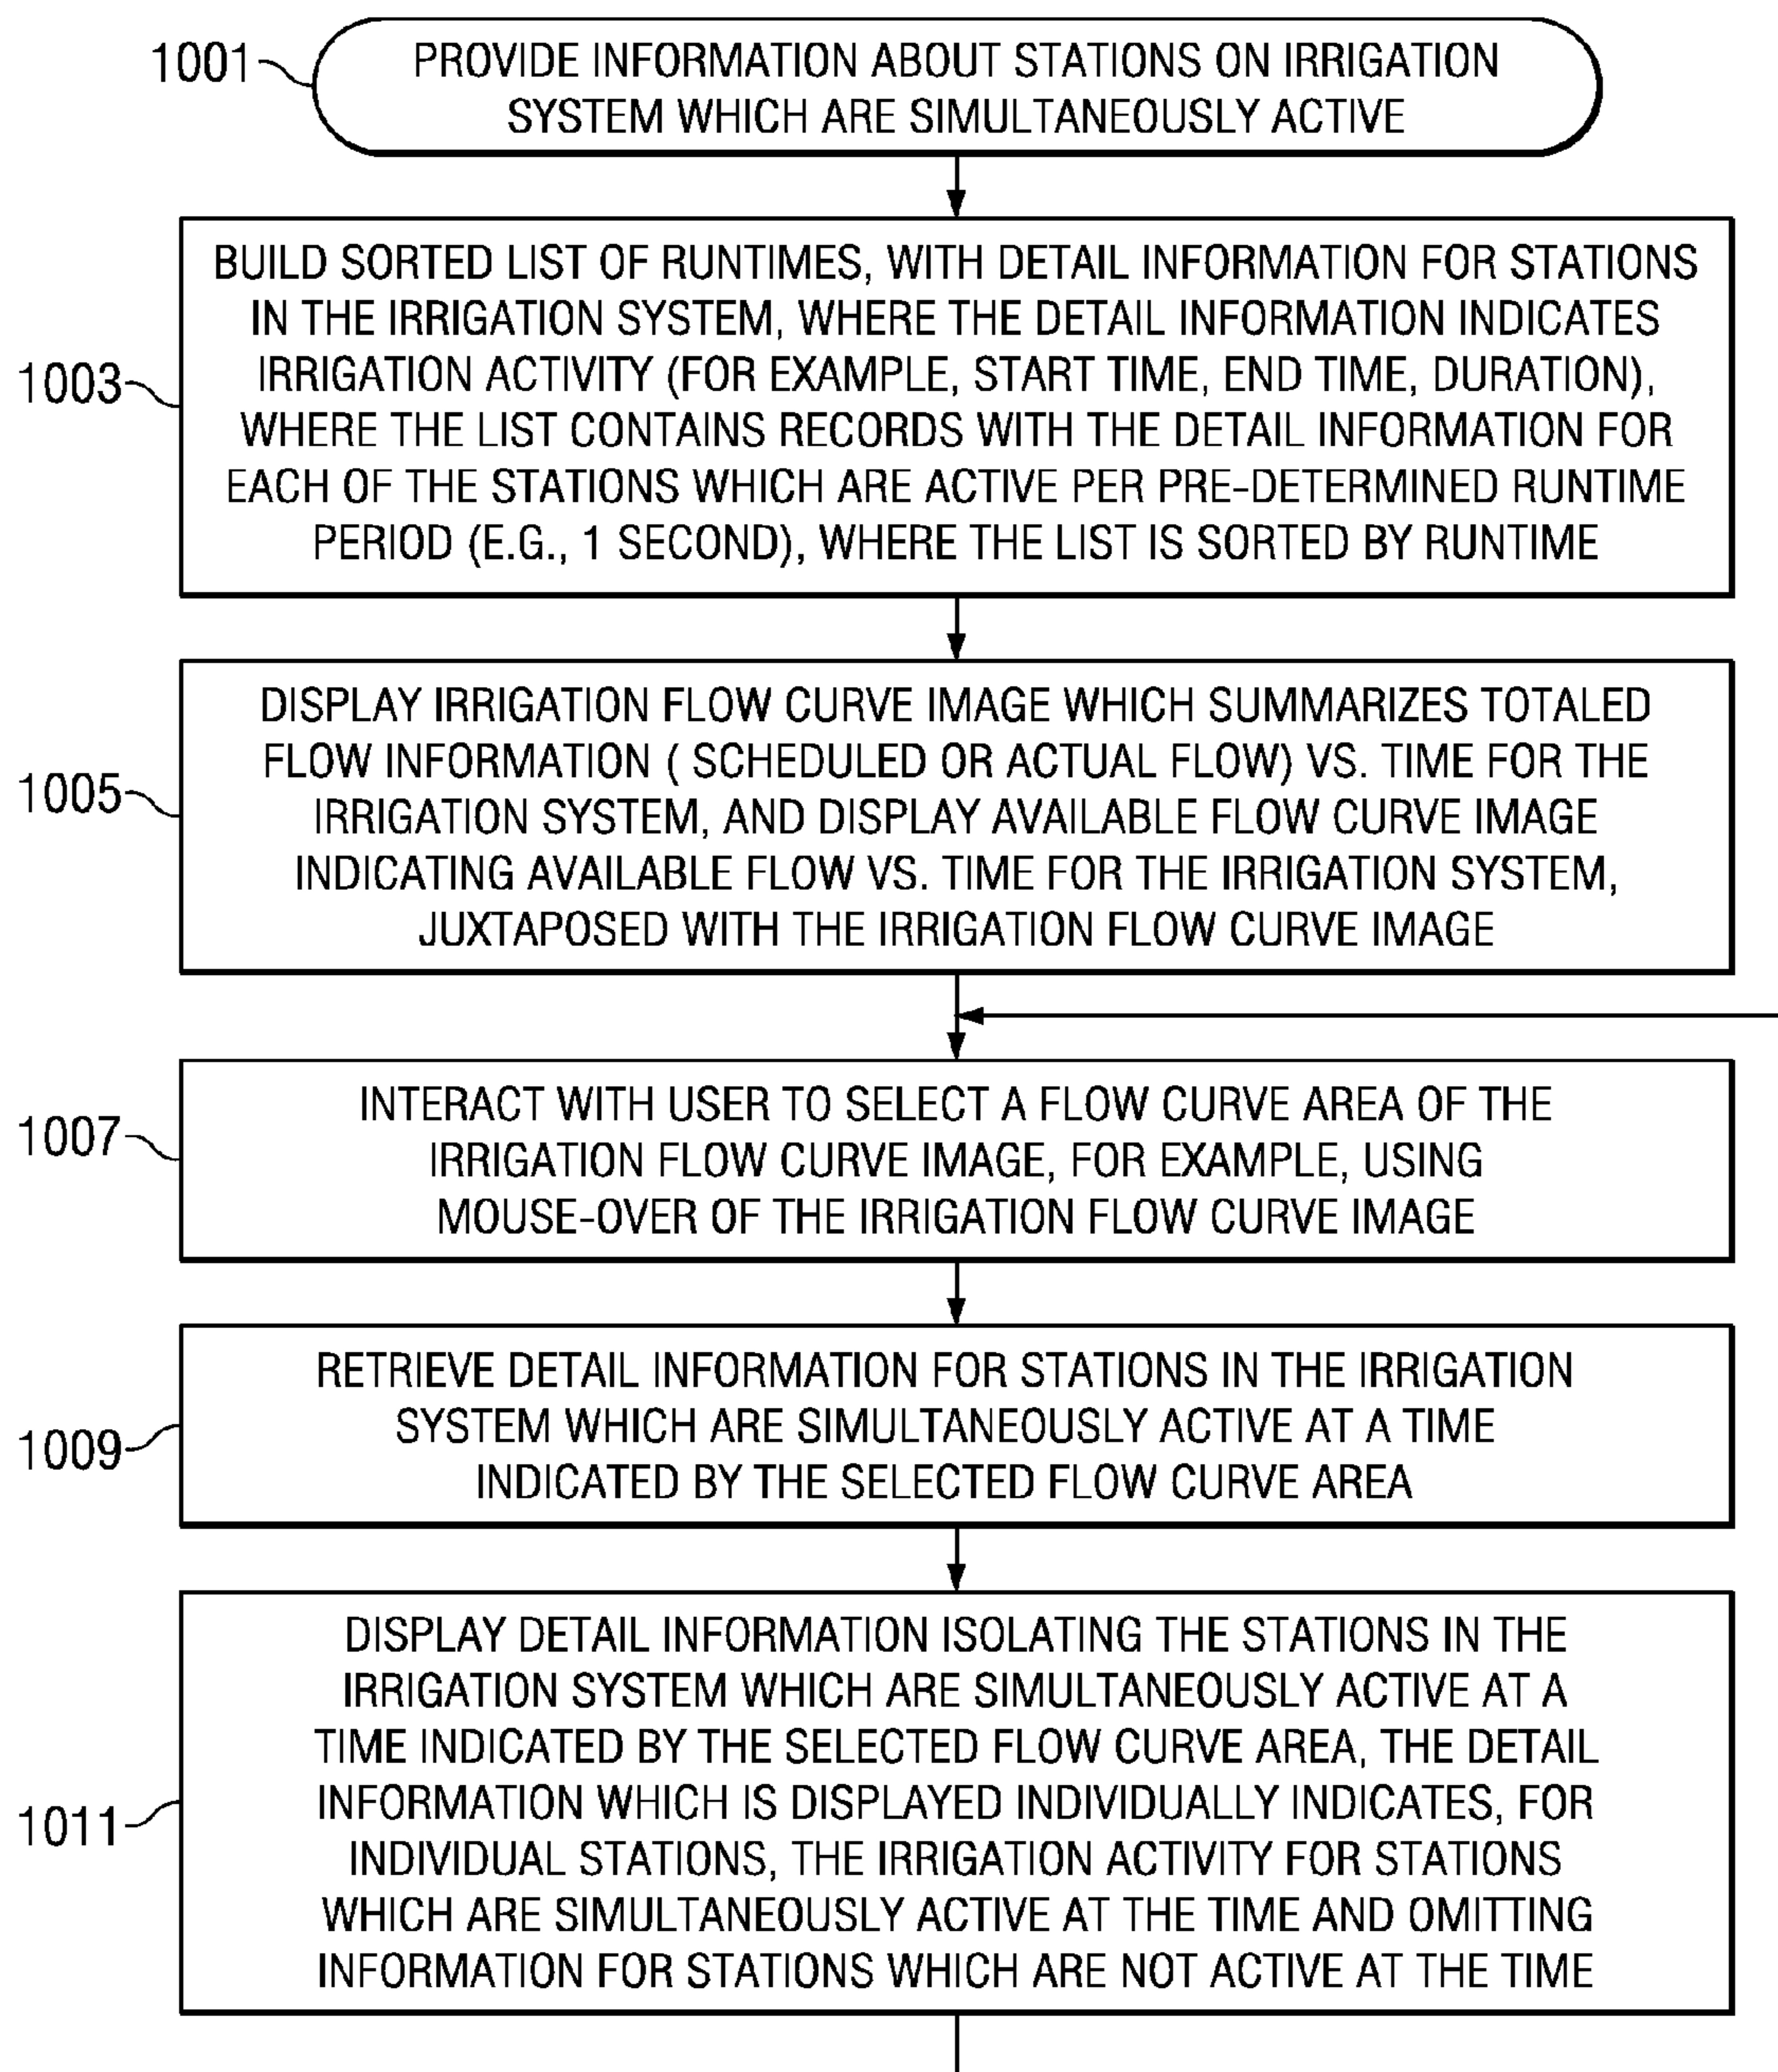 1001
PROVIDE INFORMATION ABOUT STATIONS ON IRRIGATION
SYSTEM WHICH ARE SIMULTANEOUSLY ACTIVE
1003
BUILD SORTED LIST OF RUNTIMES, WITH DETAIL INFORMATION FOR STATIONS
IN THE IRRIGATION SYSTEM, WHERE THE DETAIL INFORMATION INDICATES
IRRIGATION ACTIVITY (FOR EXAMPLE, START TIME, END TIME, DURATION),
WHERE THE LIST CONTAINS RECORDS WITH THE DETAIL INFORMATION FOR
EACH OF THE STATIONS WHICH ARE ACTIVE PER PRE-DETERMINED RUNTIME
PERIOD (E.G., 1 SECOND), WHERE THE LIST IS SORTED BY RUNTIME
1005
DISPLAY IRRIGATION FLOW CURVE IMAGE WHICH SUMMARIZES TOTALED
FLOW INFORMATION ( SCHEDULED OR ACTUAL FLOW) VS. TIME FOR THE
IRRIGATION SYSTEM, AND DISPLAY AVAILABLE FLOW CURVE IMAGE
INDICATING AVAILABLE FLOW VS. TIME FOR THE IRRIGATION SYSTEM,
JUXTAPOSED WITH THE IRRIGATION FLOW CURVE IMAGE
1007
INTERACT WITH USER TO SELECT A FLOW CURVE AREA OF THE
IRRIGATION FLOW CURVE IMAGE, FOR EXAMPLE, USING
MOUSE-OVER OF THE IRRIGATION FLOW CURVE IMAGE
1009
RETRIEVE DETAIL INFORMATION FOR STATIONS IN THE IRRIGATION
SYSTEM WHICH ARE SIMULTANEOUSLY ACTIVE AT A TIME
INDICATED BY THE SELECTED FLOW CURVE AREA
1011
DISPLAY DETAIL INFORMATION ISOLATING THE STATIONS IN THE
IRRIGATION SYSTEM WHICH ARE SIMULTANEOUSLY ACTIVE AT A
TIME INDICATED BY THE SELECTED FLOW CURVE AREA, THE DETAIL
INFORMATION WHICH IS DISPLAYED INDIVIDUALLY INDICATES, FOR
INDIVIDUAL STATIONS, THE IRRIGATION ACTIVITY FOR STATIONS
WHICH ARE SIMULTANEOUSLY ACTIVE AT THE TIME AND OMITTING
INFORMATION FOR STATIONS WHICH ARE NOT ACTIVE AT THE TIME